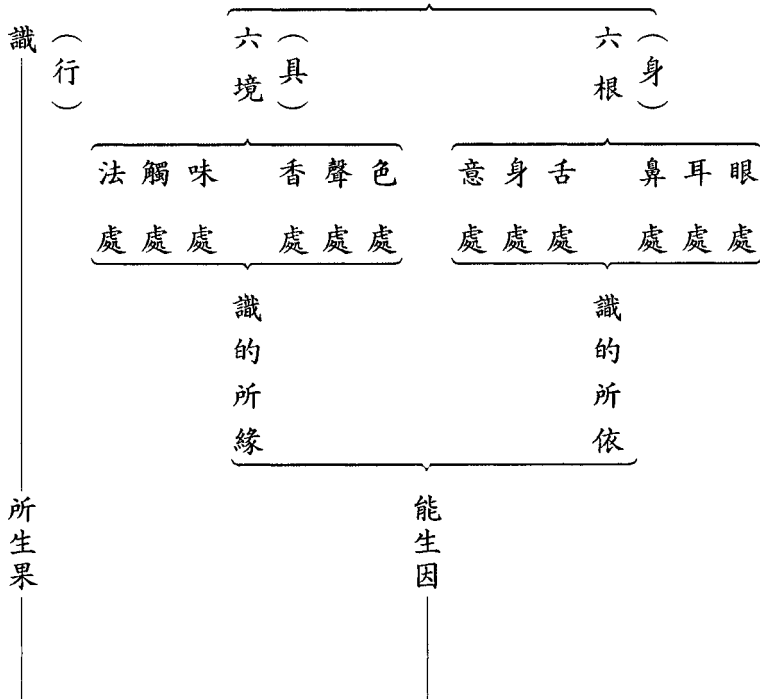 （身）
六根
眼處
耳處
鼻處
舌處
身處
意處
識的所依
（具）
六境
色處
聲處
香處
味處
觸處
法處
識的所緣
能生因
（行）
識
所生果